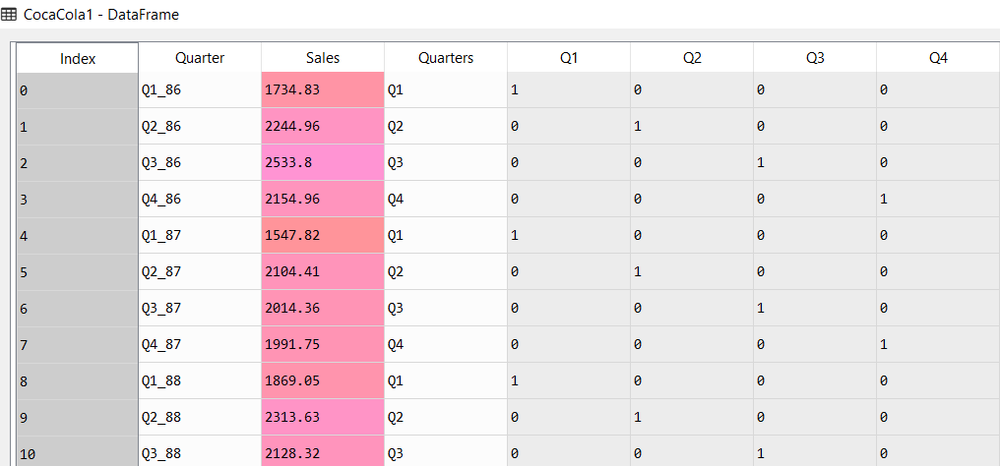 CocaCola1 - DataFrame
Index Quarter Sales Quarters Q1 Q2 Q3 Q4
0 Q1_86 1734.83 Q1 1 0 0 0
1 Q2_86 2244.96 Q2 0 1 0 0
2 Q3_86 2533.8 Q3 0 0 1 0
3 Q4_86 2154.96 Q4 0 0 0 1
4 Q1_87 1547.82 Q1 1 0 0 0
5 Q2_87 2104.41 Q2 0 1 0 0
6 Q3_87 2014.36 Q3 0 0 1 0
7 Q4_87 1991.75 Q4 0 0 0 1
8 Q1_88 1869.05 Q1 1 0 0 0
9 Q2_88 2313.63 Q2 0 1 0 0
10 Q3_88 2128.32 Q3 0 0 1 0